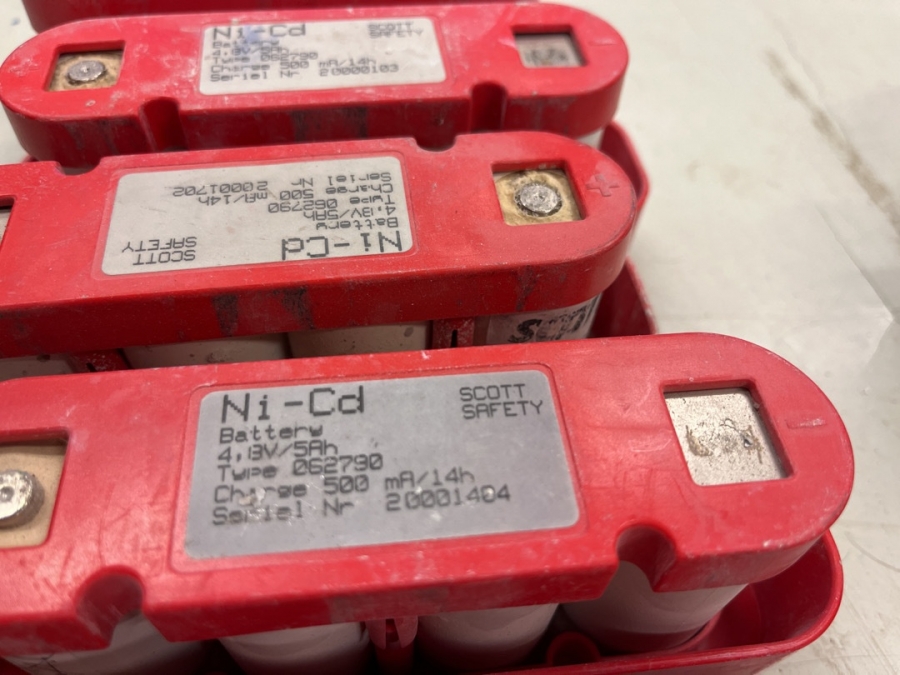 Ni-Cd
SCOTT
SAFETY
Battery
4,8V/5Ah
Type 062790
Charge 500 mA/14h
Serial Nr 20000103
Ni-Cd
SCOTT
SAFETY
Battery
4,8V/5Ah
Type 062790
Charge 500 mA/14h
Serial Nr 20001702
+
Ni-Cd
SCOTT
SAFETY
Battery
4,8V/5Ah
Type 062790
Charge 500 mA/14h
Serial Nr 20001404